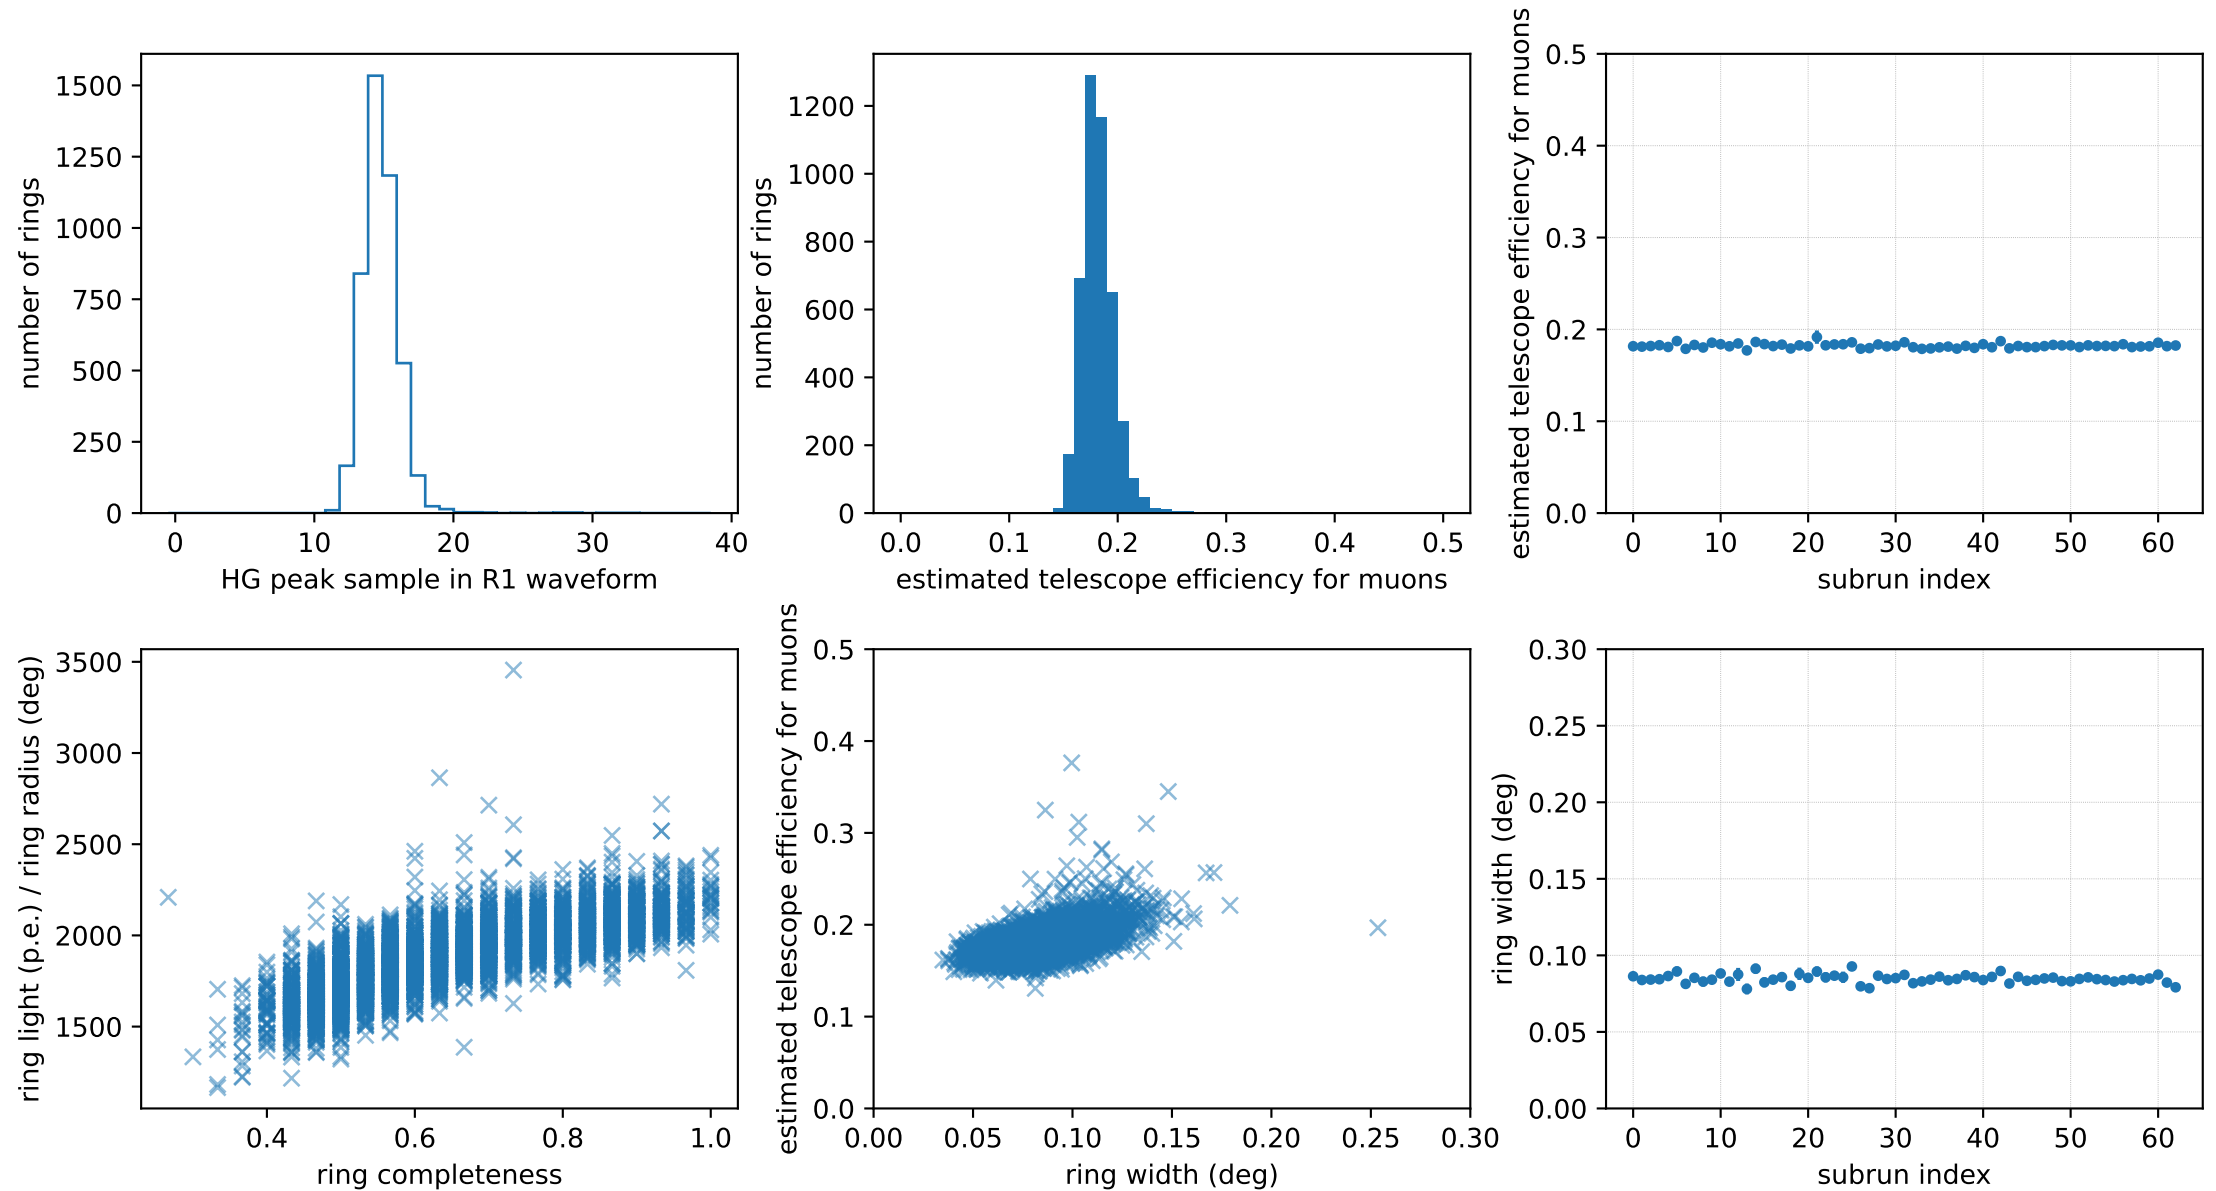 number of rings
1500
1250
1000
750
500
250
0
0 10 20 30 40
HG peak sample in R1 waveform
number of rings
1200
1000
800
600
400
200
0
0.0 0.1 0.2 0.3 0.4 0.5
estimated telescope efficiency for muons
estimated telescope efficiency for muons
0.5
0.4
0.3
0.2
0.1
0.0
0 10 20 30 40 50 60
subrun index
ring light (p.e.) / ring radius (deg)
3500
3000
2500
2000
1500
0.4 0.6 0.8 1.0
ring completeness
estimated telescope efficiency for muons
0.5
0.4
0.3
0.2
0.1
0.0
0.00 0.05 0.10 0.15 0.20 0.25 0.30
ring width (deg)
ring width (deg)
0.30
0.25
0.20
0.15
0.10
0.05
0.00
0 10 20 30 40 50 60
subrun index